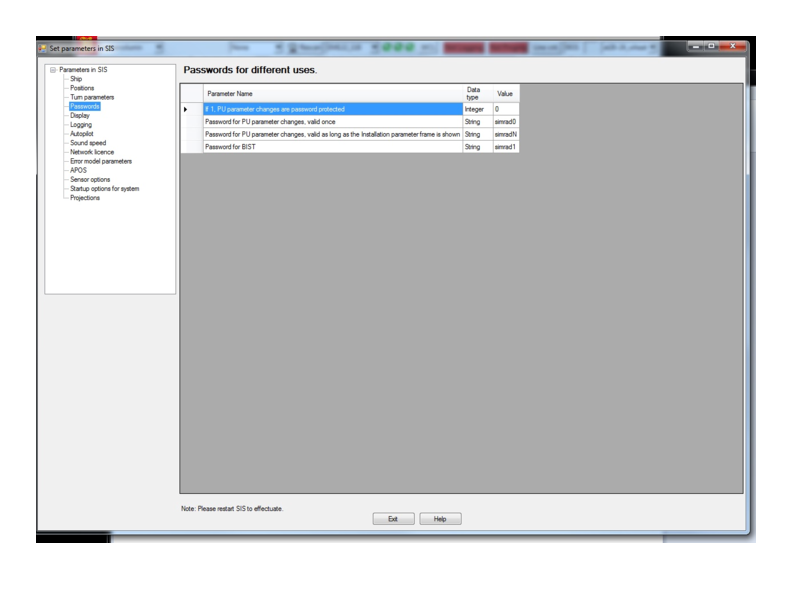 Set parameters in SIS
Parameters in SIS
Ship
Positions
Turn parameters
Passwords
Display
Logging
Autopilot
Sound speed
Network licence
Error model parameters
APOS
Sensor options
Startup options for system
Projections
Passwords for different uses.
Parameter Name Data type Value
If 1, PU parameter changes are password protected Integer 0
Password for PU parameter changes, valid once String simrad0
Password for PU parameter changes, valid as long as the Installation parameter frame is shown String simradN
Password for BIST String simrad1
Note: Please restart SIS to effectuate.
Exit Help